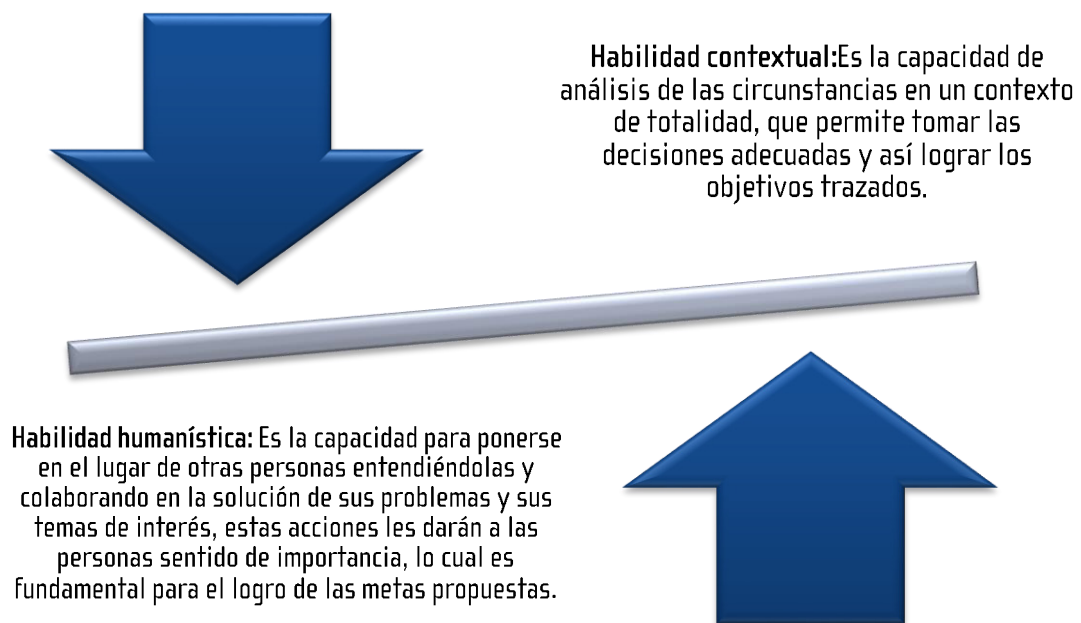 Habilidad contextual:Es la capacidad de
análisis de las circunstancias en un contexto
de totalidad, que permite tomar las
decisiones adecuadas y así lograr los
objetivos trazados.
Habilidad humanística: Es la capacidad para ponerse
en el lugar de otras personas entendiéndolas y
colaborando en la solución de sus problemas y sus
temas de interés, estas acciones les darán a las
personas sentido de importancia, lo cual es
fundamental para el logro de las metas propuestas.